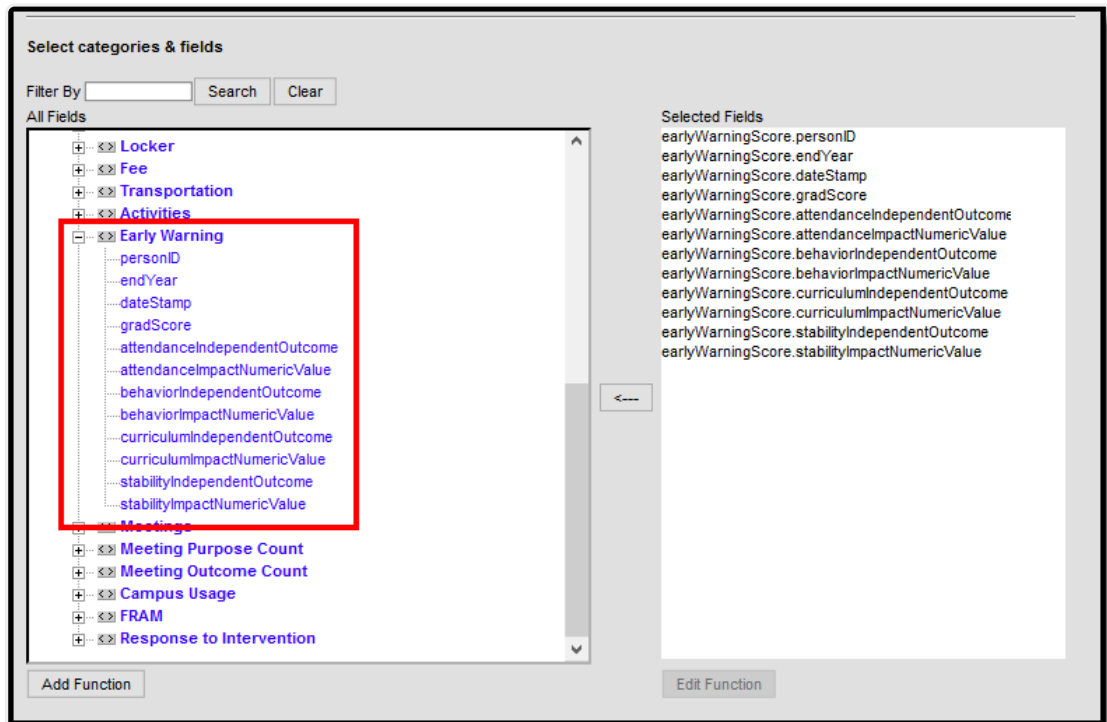 Select categories & fields
Filter By
Search
Clear
All Fields
Locker
Fee
Transportation
Activities
Early Warning
personID
endYear
dateStamp
gradScore
attendanceIndependentOutcome
attendanceImpactNumericValue
behaviorIndependentOutcome
behaviorImpactNumericValue
curriculumIndependentOutcome
curriculumImpactNumericValue
stabilityIndependentOutcome
stabilityImpactNumericValue
Meetings
Meeting Purpose Count
Meeting Outcome Count
Campus Usage
FRAM
Response to Intervention
Add Function
<---
Selected Fields
earlyWarningScore.personID
earlyWarningScore.endYear
earlyWarningScore.dateStamp
earlyWarningScore.gradScore
earlyWarningScore.attendanceIndependentOutcome
earlyWarningScore.attendanceImpactNumericValue
earlyWarningScore.behaviorIndependentOutcome
earlyWarningScore.behaviorImpactNumericValue
earlyWarningScore.curriculumIndependentOutcome
earlyWarningScore.curriculumImpactNumericValue
earlyWarningScore.stabilityIndependentOutcome
earlyWarningScore.stabilityImpactNumericValue
Edit Function